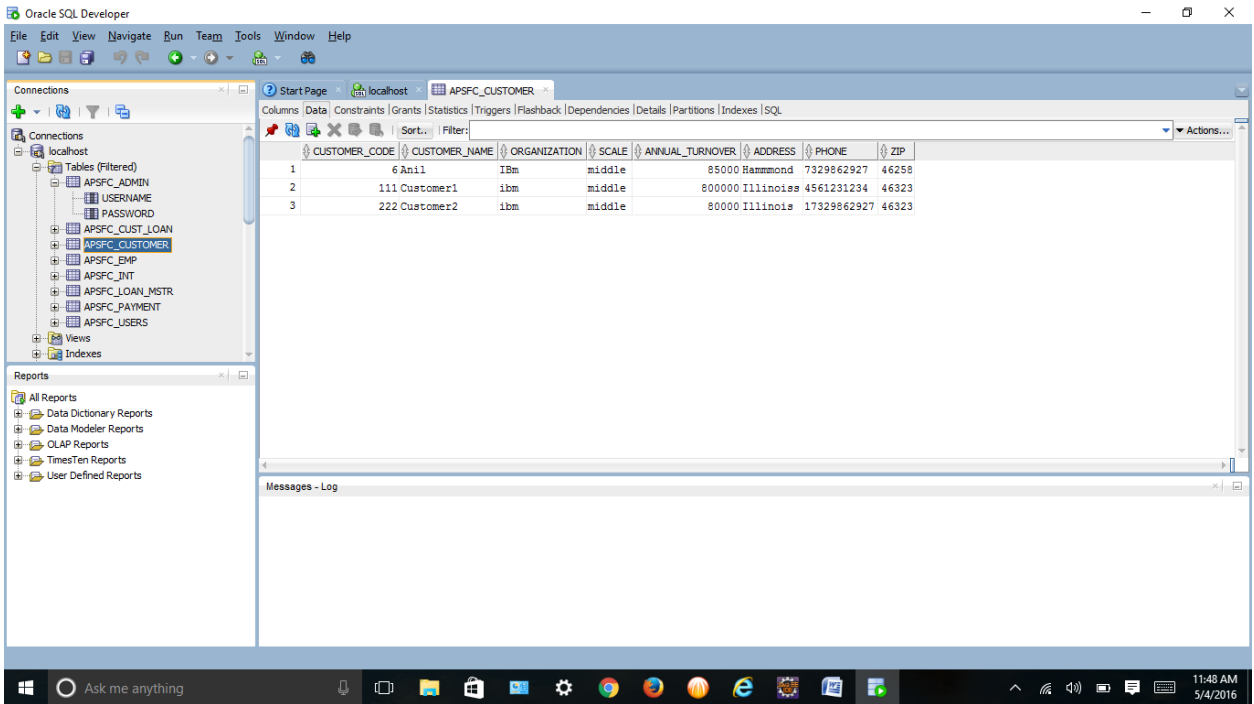 Oracle SQL Developer
File Edit View Navigate Run Team Tools Window Help
Connections
Connections
localhost
Tables (Filtered)
APSFC_ADMIN
USERNAME
PASSWORD
APSFC_CUST_LOAN
APSFC_CUSTOMER
APSFC_EMP
APSFC_INT
APSFC_LOAN_MSTR
APSFC_PAYMENT
APSFC_USERS
Views
Indexes
Reports
All Reports
Data Dictionary Reports
Data Modeler Reports
OLAP Reports
TimesTen Reports
User Defined Reports
Start Page localhost APSFC_CUSTOMER
Columns Data Constraints |Grants |Statistics |Triggers |Flashback |Dependencies |Details |Partitions |Indexes |SQL
Sort.. Filter: Actions...
CUSTOMER_CODE CUSTOMER_NAME ORGANIZATION SCALE ANNUAL_TURNOVER ADDRESS PHONE ZIP
1 6 Anil IBm middle 85000 Hammmond 7329862927 46258
2 111 Customer1 ibm middle 800000 Illinoiss 4561231234 46323
3 222 Customer2 ibm middle 80000 Illinois 17329862927 46323
Messages - Log
Ask me anything
11:48 AM
5/4/2016